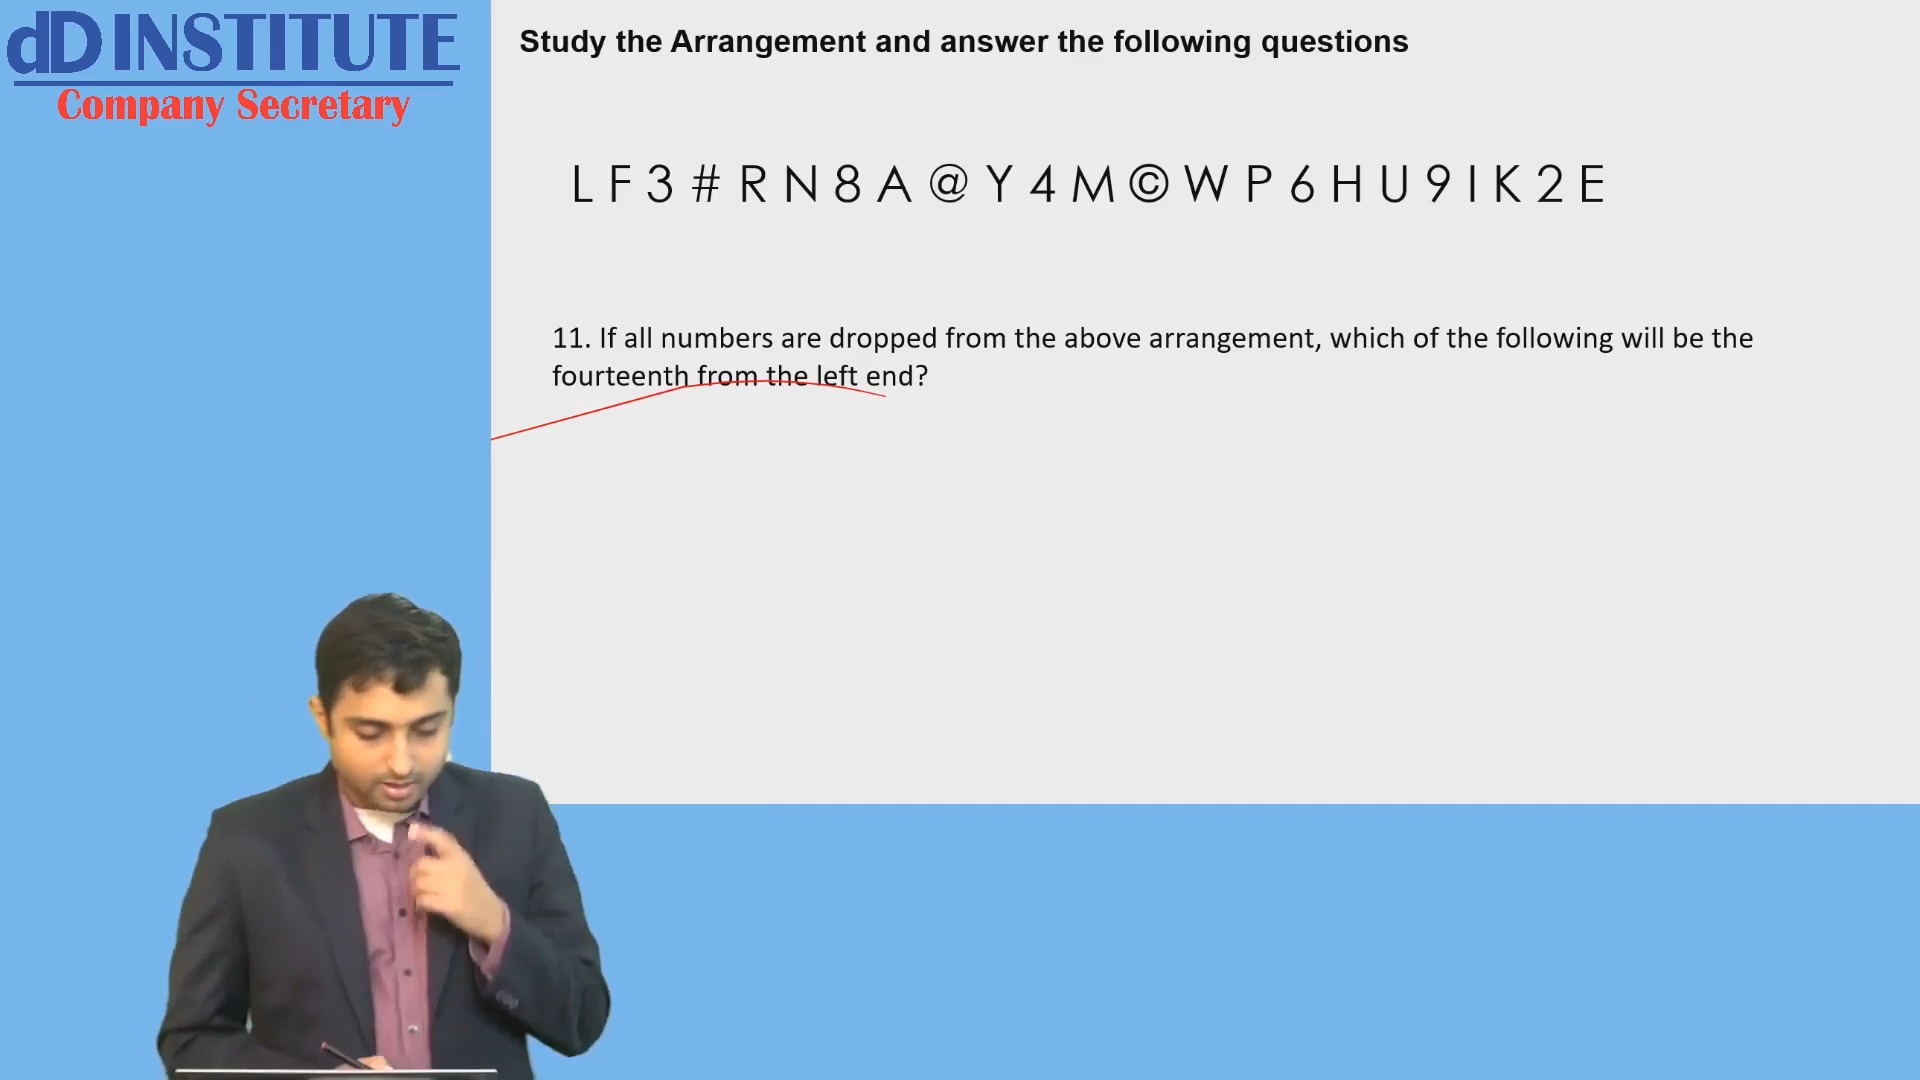 dD INSTITUTE
Company Secretary
Study the Arrangement and answer the following questions
L F 3 # R N 8 A @ Y 4 M © W P 6 H U 9 I K 2 E
11. If all numbers are dropped from the above arrangement, which of the following will be the
fourteenth from the left end?